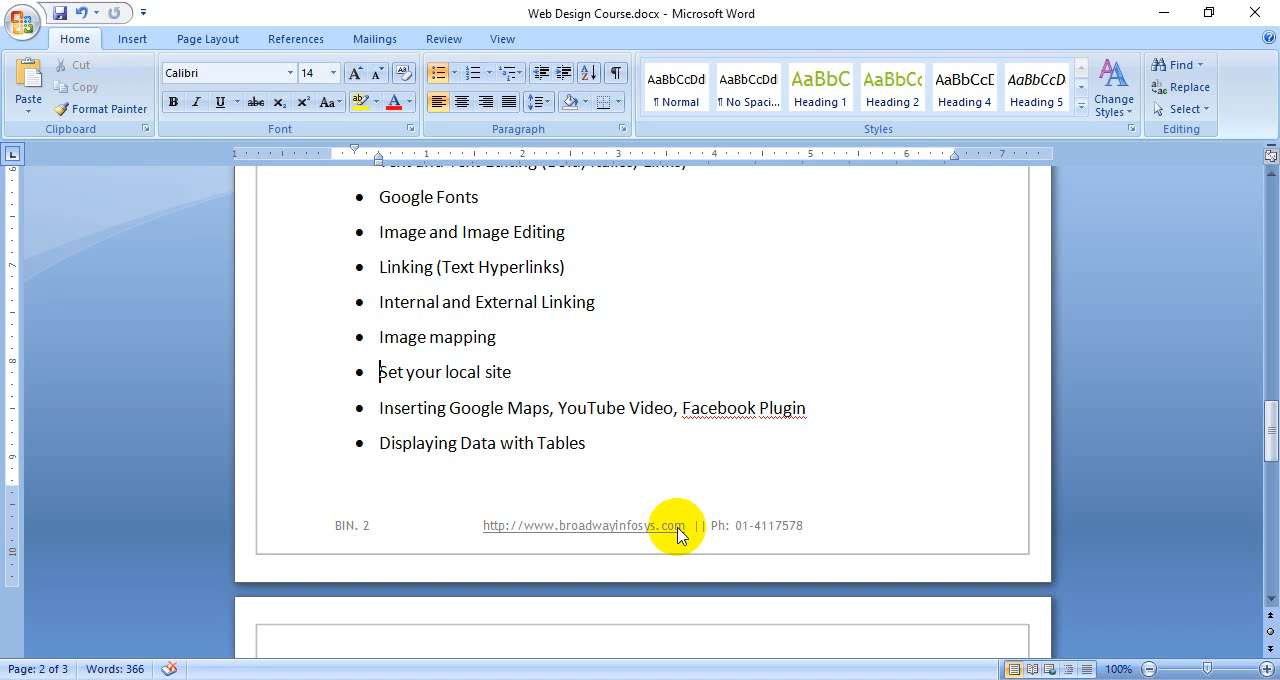 Web Design Course.docx - Microsoft Word
Home Insert Page Layout References Mailings Review View
Paste Cut Copy Format Painter Clipboard
Calibri 14 Font
Paragraph
AaBbCcDd ¶ Normal AaBbCcDd ¶ No Spaci... AaBbC Heading 1 AaBbCc Heading 2 AaBbCcD Heading 4 AaBbCcD Heading 5 Change Styles Styles
Find Replace Select Editing
Google Fonts
Image and Image Editing
Linking (Text Hyperlinks)
Internal and External Linking
Image mapping
Set your local site
Inserting Google Maps, YouTube Video, Facebook Plugin
Displaying Data with Tables
BIN. 2 http://www.broadwayinfosys.com || Ph: 01-4117578
Page: 2 of 3 Words: 366 100%